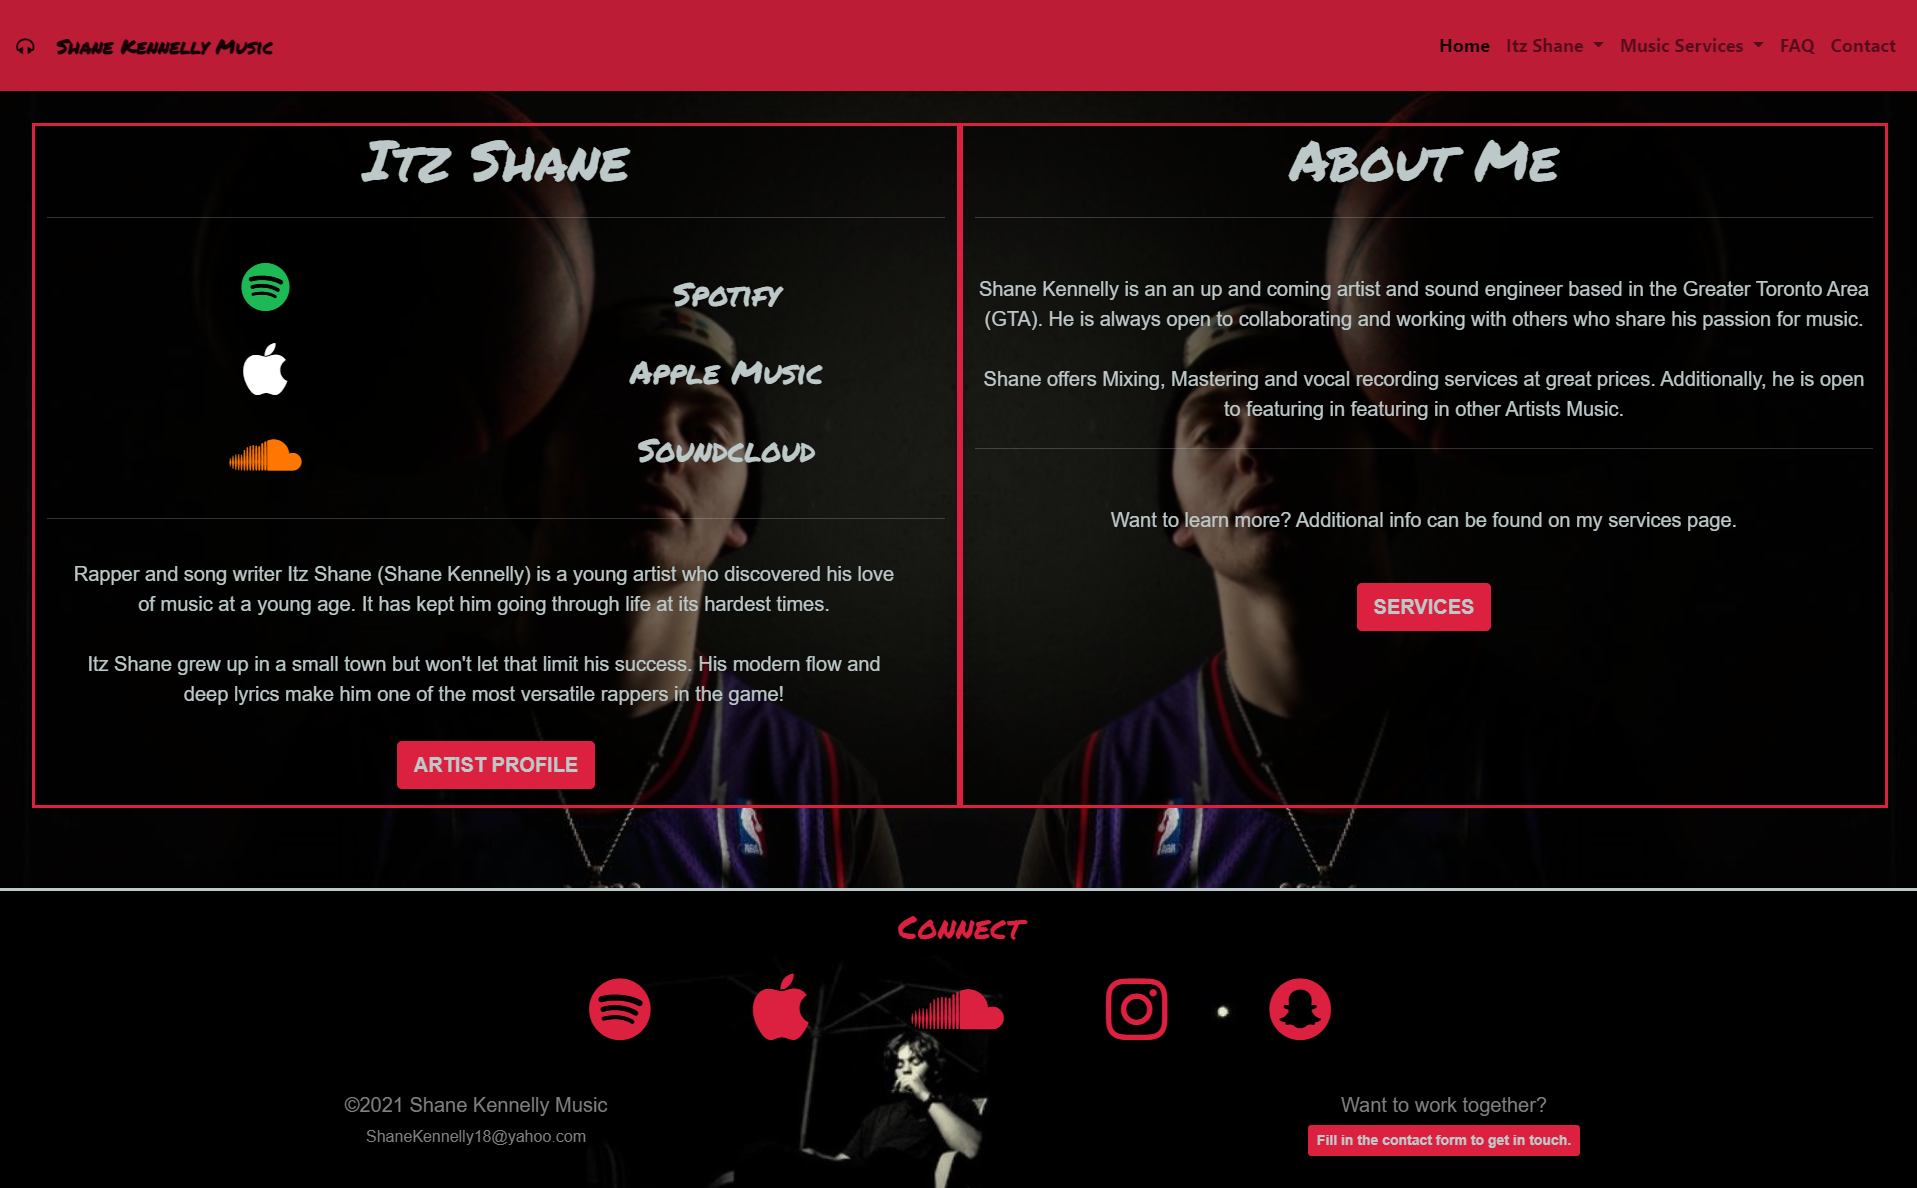 Shane Kennelly Music
Home Itz Shane Music Services FAQ Contact
Itz Shane
Spotify
Apple Music
Soundcloud
Rapper and song writer Itz Shane (Shane Kennelly) is a young artist who discovered his love
of music at a young age. It has kept him going through life at its hardest times.
Itz Shane grew up in a small town but won't let that limit his success. His modern flow and
deep lyrics make him one of the most versatile rappers in the game!
ARTIST PROFILE
About Me
Shane Kennelly is an an up and coming artist and sound engineer based in the Greater Toronto Area
(GTA). He is always open to collaborating and working with others who share his passion for music.
Shane offers Mixing, Mastering and vocal recording services at great prices. Additionally, he is open
to featuring in featuring in other Artists Music.
Want to learn more? Additional info can be found on my services page.
SERVICES
NBA
NBA
Connect
©2021 Shane Kennelly Music
ShaneKennelly18@yahoo.com
Want to work together?
Fill in the contact form to get in touch.